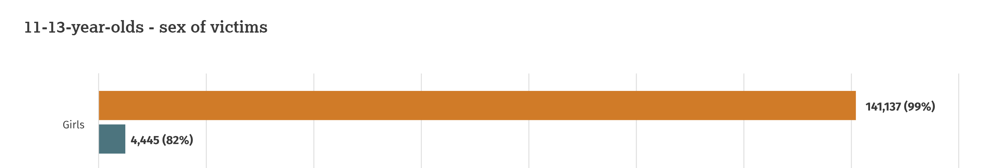 11-13-year-olds - sex of victims
141,137 (99%)
Girls
4,445 (82%)